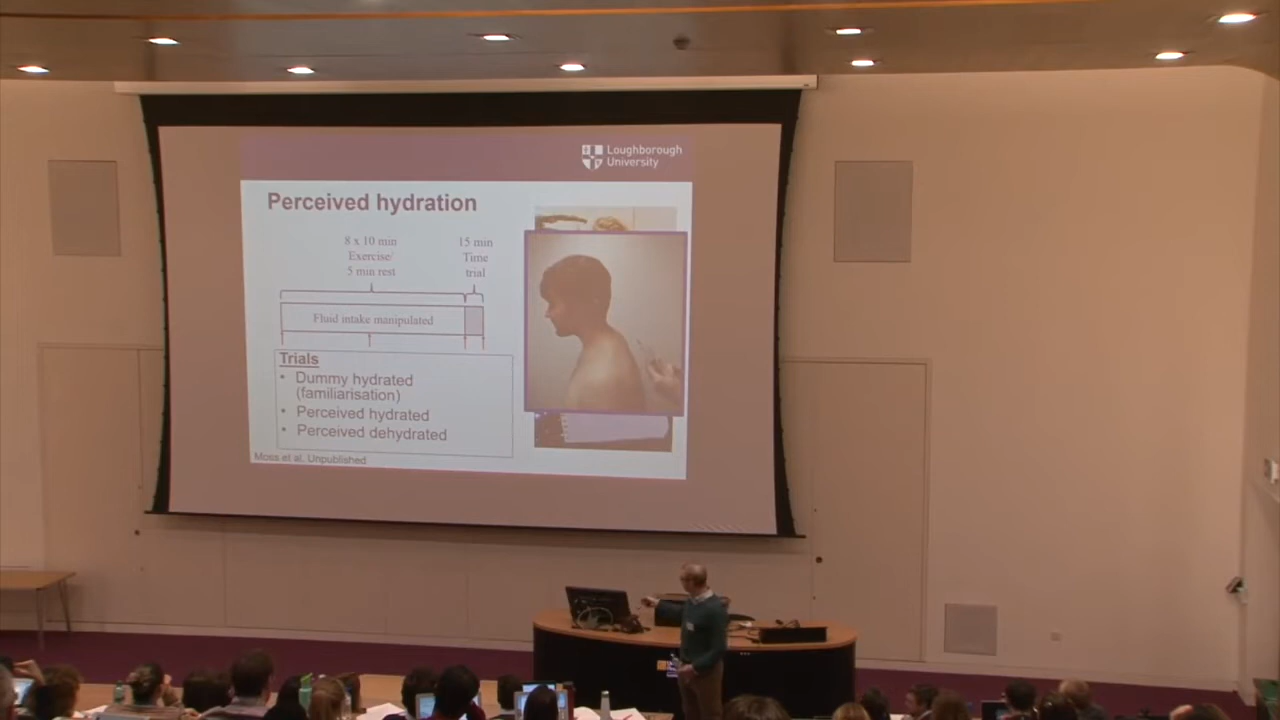 Loughborough
University
Perceived hydration
8 x 10 min
Exercise/
5 min rest
15 min
Time
trial
Fluid intake manipulated
Trials
• Dummy hydrated
(familiarisation)
• Perceived hydrated
• Perceived dehydrated
Moss et al. Unpublished